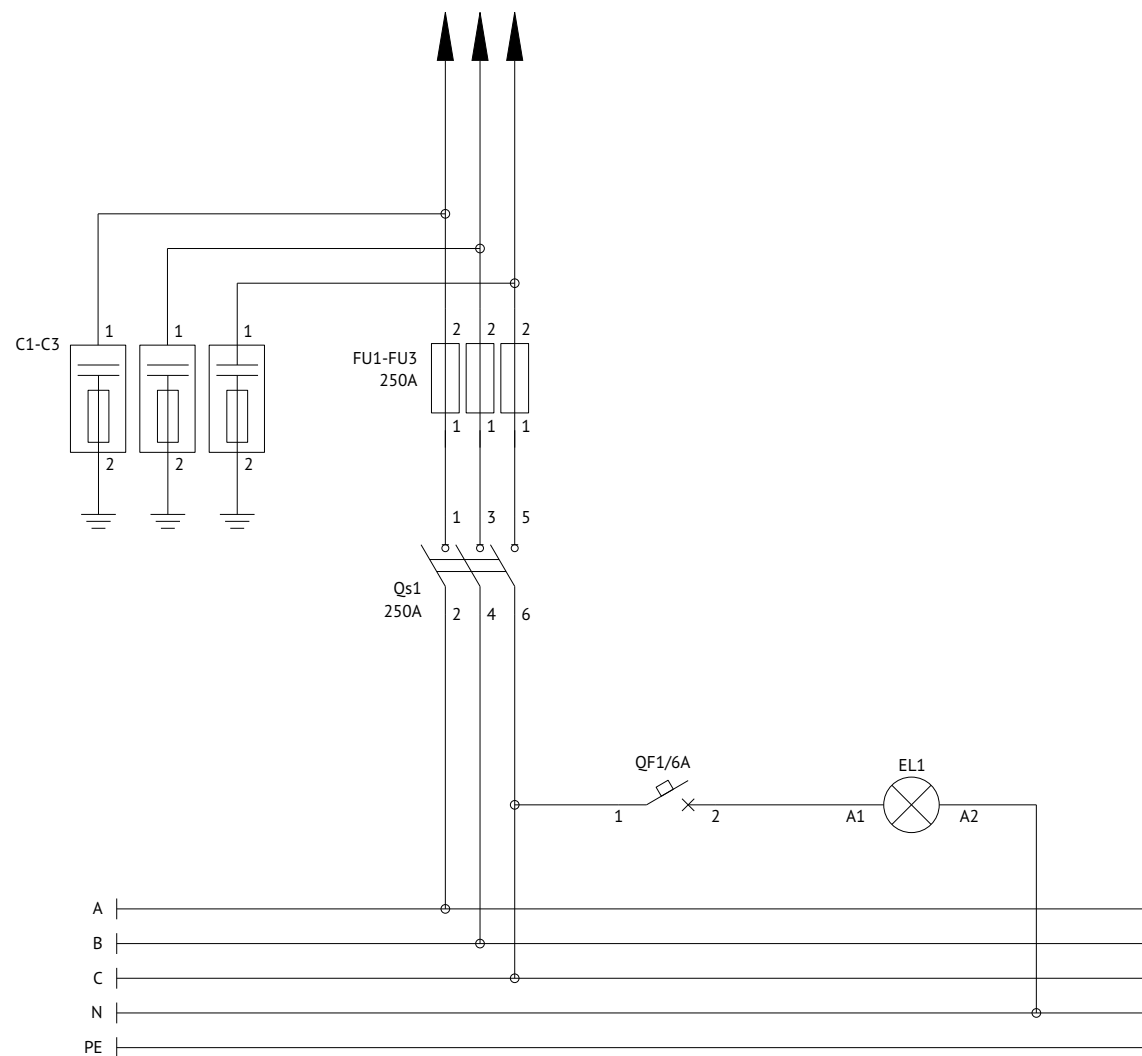 2 2 2
1 1 1
C1-C3
FU1-FU3
250A
1 1 1
2 2 2
1 3 5
Qs1
250A
2 4 6
QF1/6A
EL1
1 2 A1 A2
A
B
C
N
PE